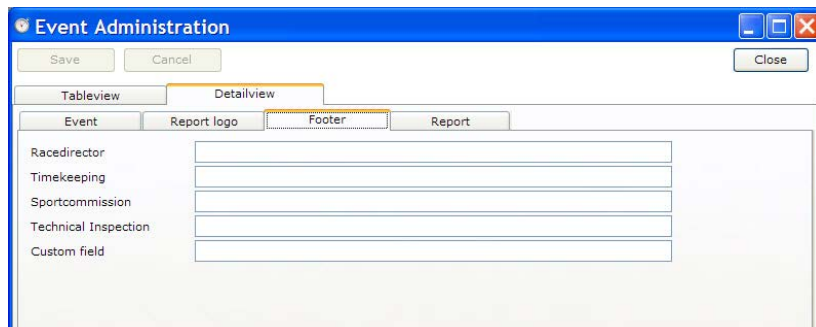 Event Administration
Save Cancel Close
Tableview Detailview
Event Report logo Footer Report
Racedirector
Timekeeping
Sportcommission
Technical Inspection
Custom field